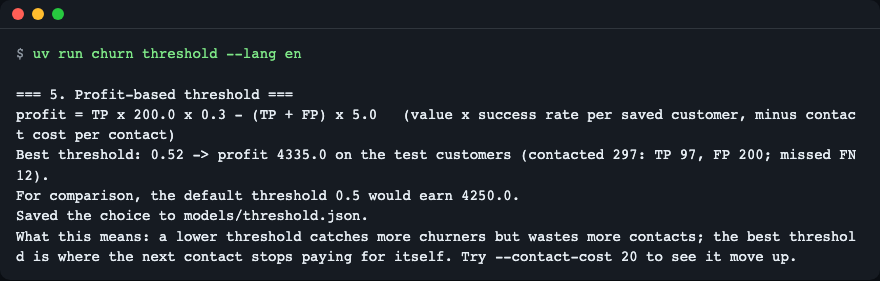 $ uv run churn threshold --lang en
=== 5. Profit-based threshold ===
profit = TP x 200.0 x 0.3 - (TP + FP) x 5.0   (value x success rate per saved customer, minus contac
t cost per contact)
Best threshold: 0.52 -> profit 4335.0 on the test customers (contacted 297: TP 97, FP 200; missed FN
12).
For comparison, the default threshold 0.5 would earn 4250.0.
Saved the choice to models/threshold.json.
What this means: a lower threshold catches more churners but wastes more contacts; the best threshol
d is where the next contact stops paying for itself. Try --contact-cost 20 to see it move up.